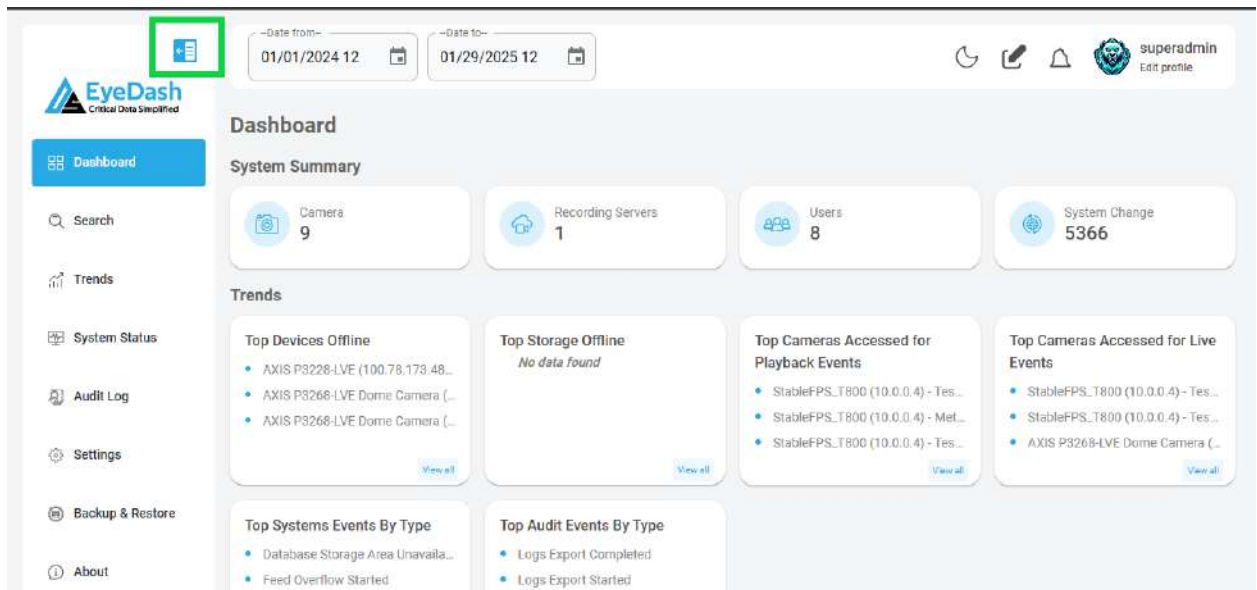 --Date from--
01/01/2024 12
--Date to--
01/29/2025 12
superadmin
Edit profile
EyeDash
Critical Data Simplified
Dashboard
Search
Trends
System Status
Audit Log
Settings
Backup & Restore
About
Dashboard
System Summary
Camera
9
Recording Servers
1
Users
8
System Change
5366
Trends
Top Devices Offline
AXIS P3228-LVE (100.78.173.48...
AXIS P3268-LVE Dome Camera (...
AXIS P3268-LVE Dome Camera (...
View all
Top Storage Offline
No data found
View all
Top Cameras Accessed for
Playback Events
StableFPS_T800 (10.0.0.4) - Tes...
StableFPS_T800 (10.0.0.4) - Met...
StableFPS_T800 (10.0.0.4) - Tes...
View all
Top Cameras Accessed for Live
Events
StableFPS_T800 (10.0.0.4) - Tes...
StableFPS_T800 (10.0.0.4) - Tes...
AXIS P3268-LVE Dome Camera (...
View all
Top Systems Events By Type
Database Storage Area Unavaila...
Feed Overflow Started
Top Audit Events By Type
Logs Export Completed
Logs Export Started